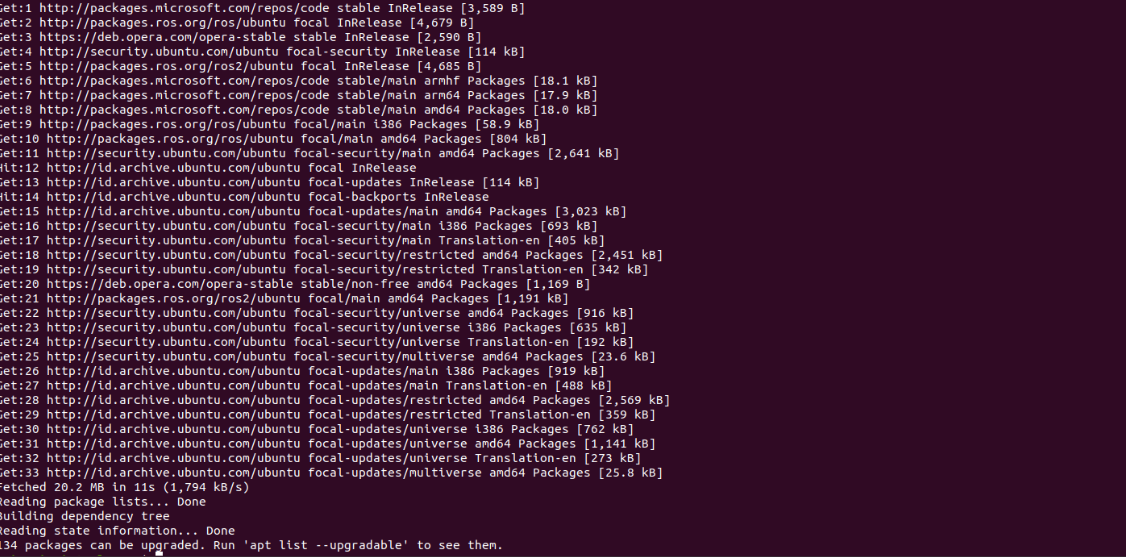 Get:1 http://packages.microsoft.com/repos/code stable InRelease [3,589 B]
Get:2 http://packages.ros.org/ros/ubuntu focal InRelease [4,679 B]
Get:3 https://deb.opera.com/opera-stable stable InRelease [2,590 B]
Get:4 http://security.ubuntu.com/ubuntu focal-security InRelease [114 kB]
Get:5 http://packages.ros.org/ros2/ubuntu focal InRelease [4,685 B]
Get:6 http://packages.microsoft.com/repos/code stable/main armhf Packages [18.1 kB]
Get:7 http://packages.microsoft.com/repos/code stable/main arm64 Packages [17.9 kB]
Get:8 http://packages.microsoft.com/repos/code stable/main amd64 Packages [18.0 kB]
Get:9 http://packages.ros.org/ros/ubuntu focal/main i386 Packages [58.9 kB]
Get:10 http://packages.ros.org/ros/ubuntu focal/main amd64 Packages [804 kB]
Get:11 http://security.ubuntu.com/ubuntu focal-security/main amd64 Packages [2,641 kB]
Hit:12 http://id.archive.ubuntu.com/ubuntu focal InRelease
Get:13 http://id.archive.ubuntu.com/ubuntu focal-updates InRelease [114 kB]
Hit:14 http://id.archive.ubuntu.com/ubuntu focal-backports InRelease
Get:15 http://id.archive.ubuntu.com/ubuntu focal-updates/main amd64 Packages [3,023 kB]
Get:16 http://security.ubuntu.com/ubuntu focal-security/main i386 Packages [693 kB]
Get:17 http://security.ubuntu.com/ubuntu focal-security/main Translation-en [405 kB]
Get:18 http://security.ubuntu.com/ubuntu focal-security/restricted amd64 Packages [2,451 kB]
Get:19 http://security.ubuntu.com/ubuntu focal-security/restricted Translation-en [342 kB]
Get:20 https://deb.opera.com/opera-stable stable/non-free amd64 Packages [1,169 B]
Get:21 http://packages.ros.org/ros2/ubuntu focal/main amd64 Packages [1,191 kB]
Get:22 http://security.ubuntu.com/ubuntu focal-security/universe amd64 Packages [916 kB]
Get:23 http://security.ubuntu.com/ubuntu focal-security/universe i386 Packages [635 kB]
Get:24 http://security.ubuntu.com/ubuntu focal-security/universe Translation-en [192 kB]
Get:25 http://security.ubuntu.com/ubuntu focal-security/multiverse amd64 Packages [23.6 kB]
Get:26 http://id.archive.ubuntu.com/ubuntu focal-updates/main i386 Packages [919 kB]
Get:27 http://id.archive.ubuntu.com/ubuntu focal-updates/main Translation-en [488 kB]
Get:28 http://id.archive.ubuntu.com/ubuntu focal-updates/restricted amd64 Packages [2,569 kB]
Get:29 http://id.archive.ubuntu.com/ubuntu focal-updates/restricted Translation-en [359 kB]
Get:30 http://id.archive.ubuntu.com/ubuntu focal-updates/universe i386 Packages [762 kB]
Get:31 http://id.archive.ubuntu.com/ubuntu focal-updates/universe amd64 Packages [1,141 kB]
Get:32 http://id.archive.ubuntu.com/ubuntu focal-updates/universe Translation-en [273 kB]
Get:33 http://id.archive.ubuntu.com/ubuntu focal-updates/multiverse amd64 Packages [25.8 kB]
Fetched 20.2 MB in 11s (1,794 kB/s)
Reading package lists... Done
Building dependency tree
Reading state information... Done
134 packages can be upgraded. Run 'apt list --upgradable' to see them.